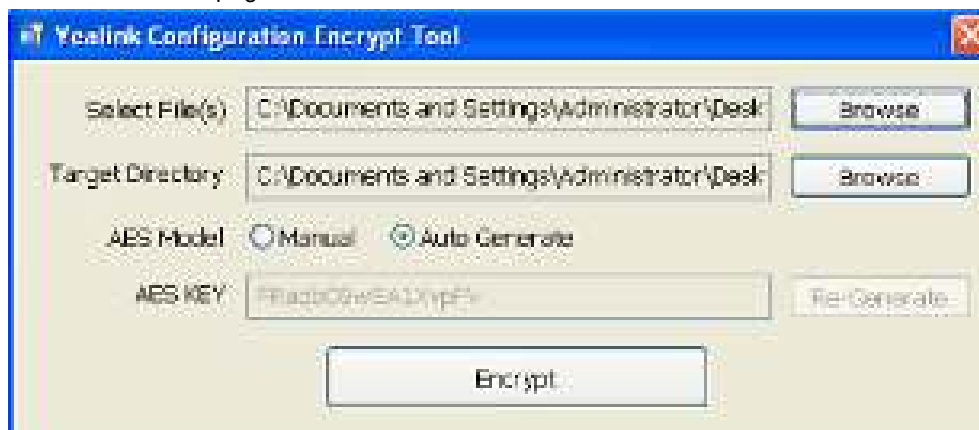 Yealink Configuration Encrypt Tool
Select File(s) C:\Documents and Settings\Administrator\Desk Browse
Target Directory C:\Documents and Settings\Administrator\Desk Browse
AES Model Manual Auto Generate
AES KEY Re-Generate
Encrypt